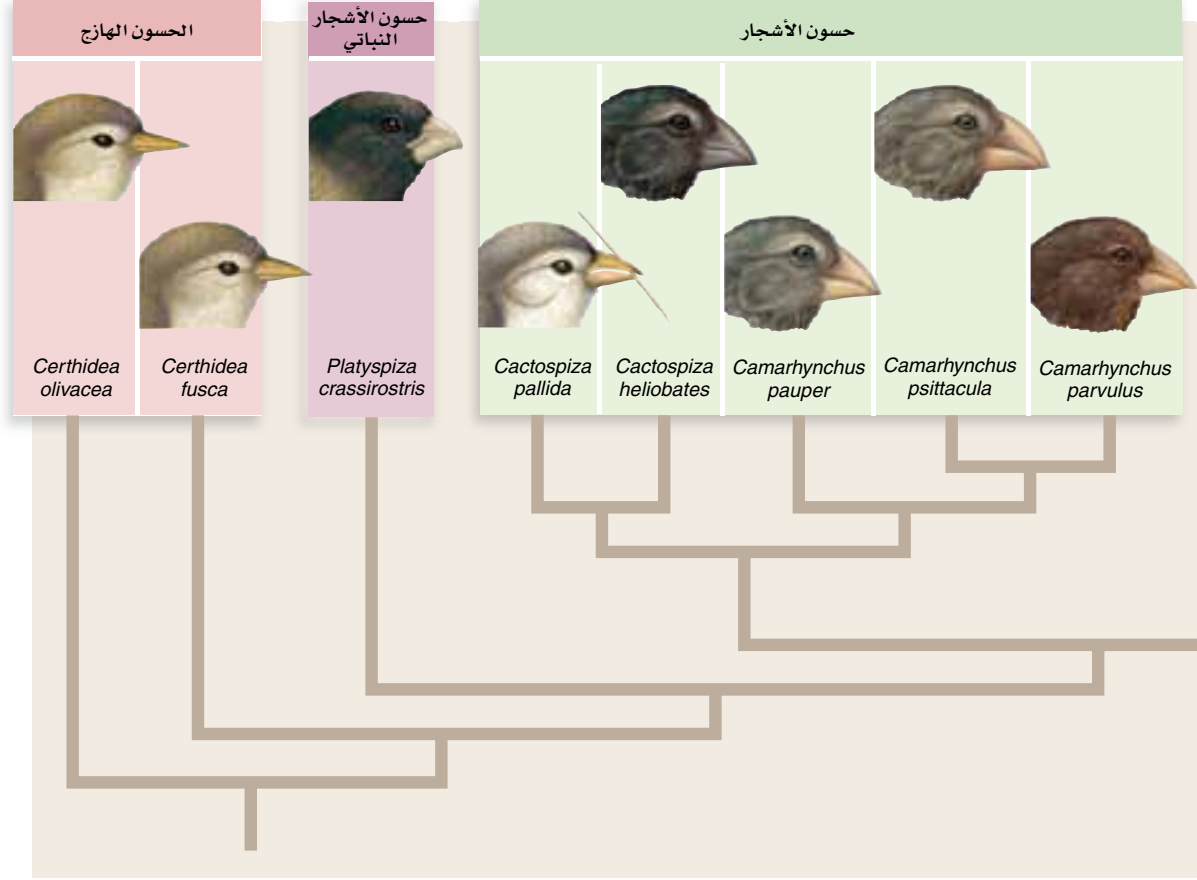 الحسون الهازج
حسون الأشجار
النباتي
حسون الأشجار
Certhidea
olivacea
Certhidea
fusca
Platyspiza
crassirostris
Cactospiza
pallida
Cactospiza
heliobates
Camarhynchus
pauper
Camarhynchus
psittacula
Camarhynchus
parvulus